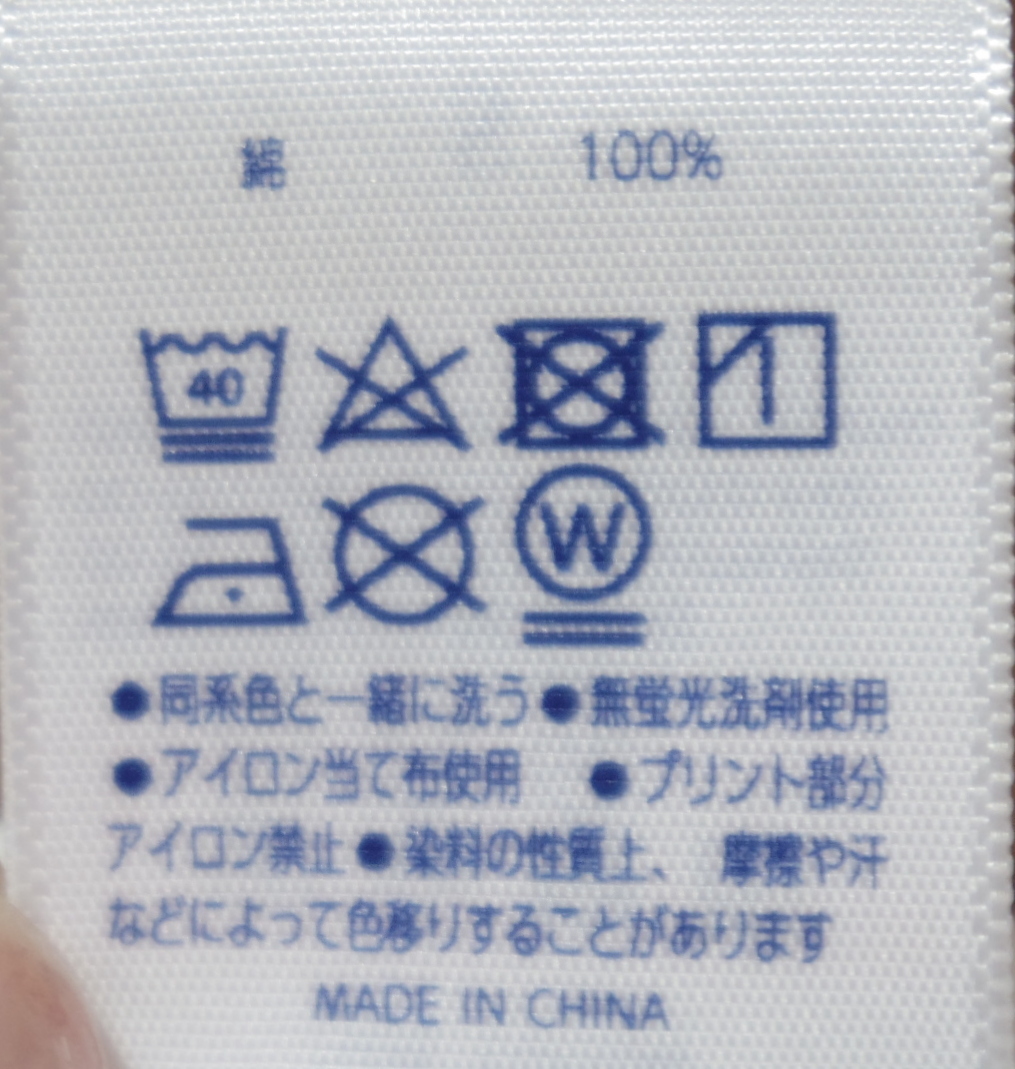 綿 100%
40
W
●同系色と一緒に洗う●無蛍光洗剤使用
●アイロン当て布使用 ●プリント部分
アイロン禁止●染料の性質上、 摩擦や汗
などによって色移りすることがあります
MADE IN CHINA